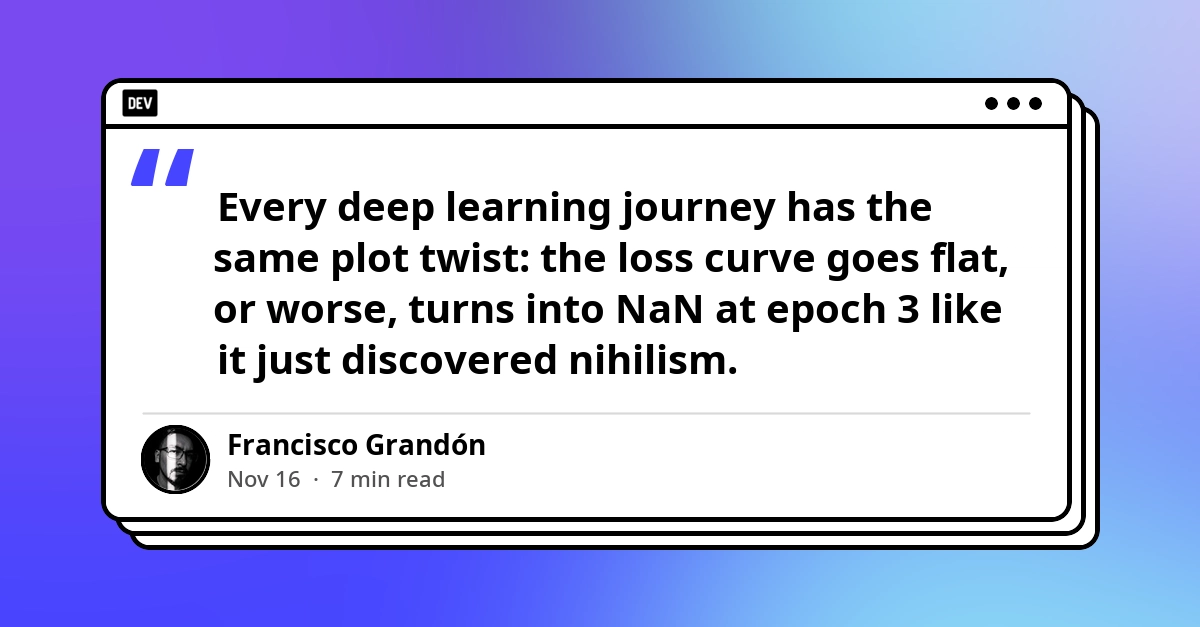 DEV
“
Every deep learning journey has the
same plot twist: the loss curve goes flat,
or worse, turns into NaN at epoch 3 like
it just discovered nihilism.
Francisco Grandón
Nov 16 · 7 min read